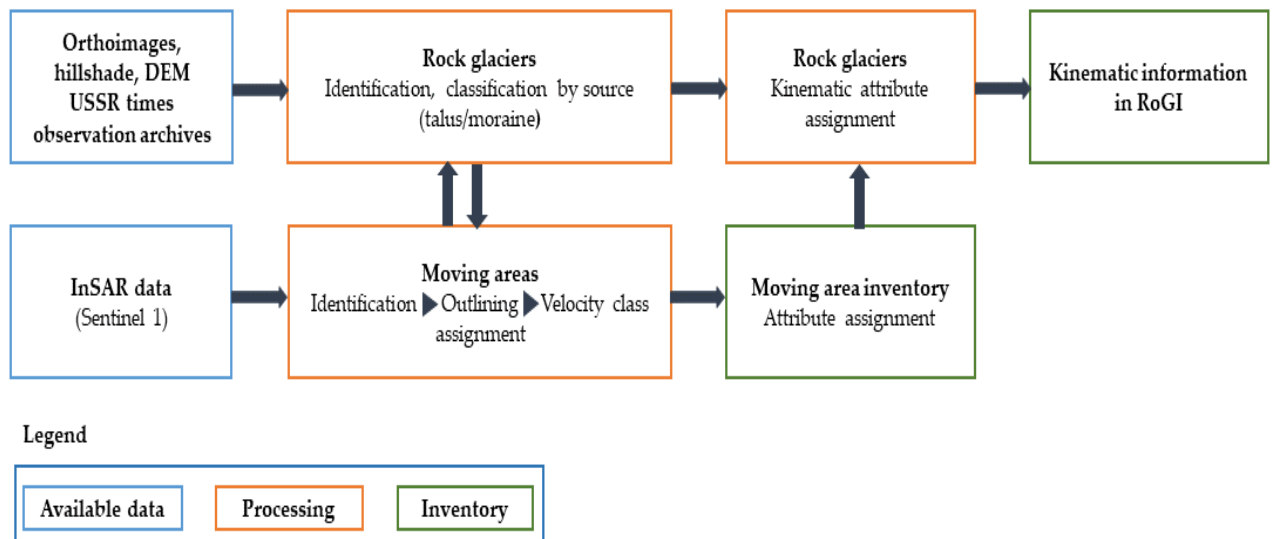 Orthoimages,
hillshade, DEM
USSR times
observation archives
Rock glaciers
Identification, classification by source
(talus/moraine)
Rock glaciers
Kinematic attribute
assignment
Kinematic information
in RoGI
InSAR data
(Sentinel 1)
Moving areas
Identification Outlining Velocity class
assignment
Moving area inventory
Attribute assignment
Legend
Available data
Processing
Inventory